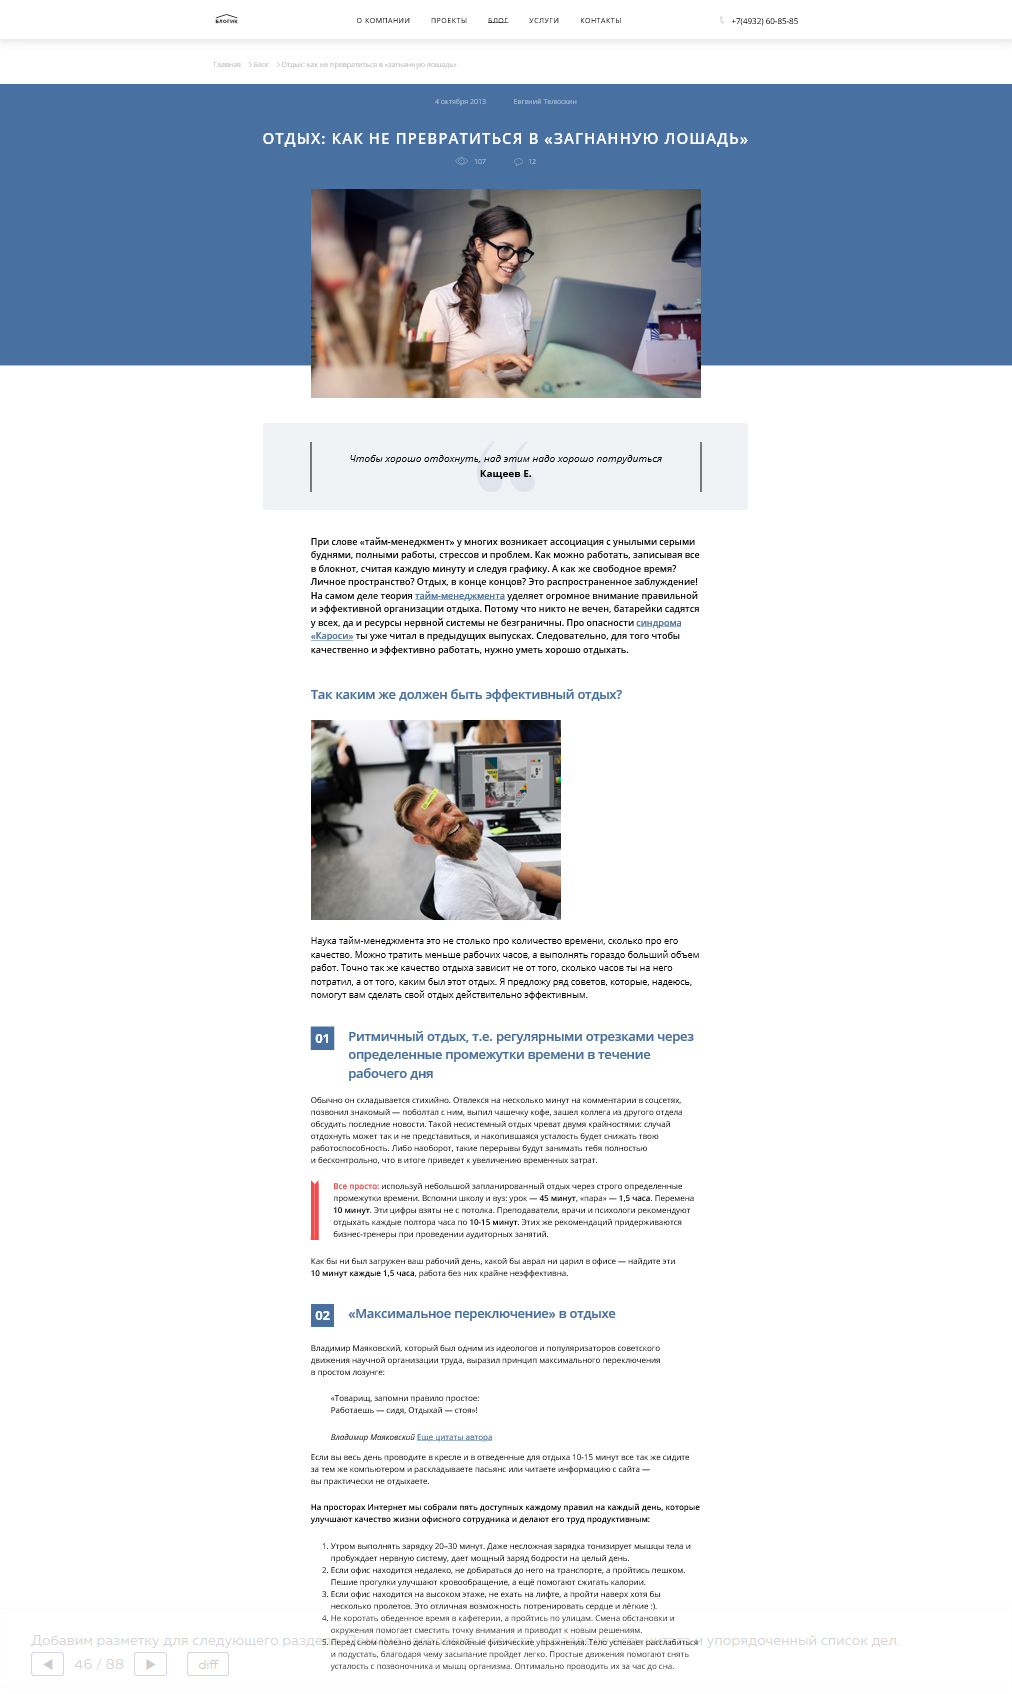 БЛОГИК
О КОМПАНИИ ПРОЕКТЫ БЛОГ УСЛУГИ КОНТАКТЫ
+7(4932) 60-85-85
Главная > Блог > Отдых: как не превратиться в «загнанную лошадь»
4 октября 2013 Евгений Телюскин
ОТДЫХ: КАК НЕ ПРЕВРАТИТЬСЯ В «ЗАГНАННУЮ ЛОШАДЬ»
107 12
Чтобы хорошо отдохнуть, над этим надо хорошо потрудиться
Кащеев Е.
При слове «тайм-менеджмент» у многих возникает ассоциация с унылыми серыми
буднями, полными работы, стрессов и проблем. Как можно работать, записывая все
в блокнот, считая каждую минуту и следуя графику. А как же свободное время?
Личное пространство? Отдых, в конце концов? Это распространенное заблуждение!
На самом деле теория тайм-менеджмента уделяет огромное внимание правильной
и эффективной организации отдыха. Потому что никто не вечен, батарейки садятся
у всех, да и ресурсы нервной системы не безграничны. Про опасности синдрома
«Кароси» ты уже читал в предыдущих выпусках. Следовательно, для того чтобы
качественно и эффективно работать, нужно уметь хорошо отдыхать.
Так каким же должен быть эффективный отдых?
Наука тайм-менеджмента это не столько про количество времени, сколько про его
качество. Можно тратить меньше рабочих часов, а выполнять гораздо больший объем
работ. Точно так же качество отдыха зависит не от того, сколько часов ты на него
потратил, а от того, каким был этот отдых. Я предложу ряд советов, которые, надеюсь,
помогут вам сделать свой отдых действительно эффективным.
01 Ритмичный отдых, т.е. регулярными отрезками через
определенные промежутки времени в течение
рабочего дня
Обычно он складывается стихийно. Отвлекся на несколько минут на комментарии в соцсетях,
позвонил знакомый — поболтал с ним, выпил чашечку кофе, зашел коллега из другого отдела
обсудить последние новости. Такой несистемный отдых чреват двумя крайностями: случай
отдохнуть может так и не представиться, и накопившаяся усталость будет снижать твою
работоспособность. Либо наоборот, такие перерывы будут занимать тебя полностью
и бесконтрольно, что в итоге приведет к увеличению временных затрат.
Все просто: используй небольшой запланированный отдых через строго определенные
промежутки времени. Вспомни школу и вуз: урок — 45 минут, «пара» — 1,5 часа. Перемена
10 минут. Эти цифры взяты не с потолка. Преподаватели, врачи и психологи рекомендуют
отдыхать каждые полтора часа по 10-15 минут. Этих же рекомендаций придерживаются
бизнес-тренеры при проведении аудиторных занятий.
Как бы ни был загружен ваш рабочий день, какой бы аврал ни царил в офисе — найдите эти
10 минут каждые 1,5 часа, работа без них крайне неэффективна.
02 «Максимальное переключение» в отдыхе
Владимир Маяковский, который был одним из идеологов и популяризаторов советского
движения научной организации труда, выразил принцип максимального переключения
в простом лозунге:
«Товарищ, запомни правило простое:
Работаешь — сидя, Отдыхай — стоя»!
Владимир Маяковский Еще цитаты автора
Если вы весь день проводите в кресле и в отведенные для отдыха 10-15 минут все так же сидите
за тем же компьютером и раскладываете пасьянс или читаете информацию с сайта —
вы практически не отдыхаете.
На просторах Интернет мы собрали пять доступных каждому правил на каждый день, которые
улучшают качество жизни офисного сотрудника и делают его труд продуктивным:
1. Утром выполнять зарядку 20–30 минут. Даже несложная зарядка тонизирует мышцы тела и
пробуждает нервную систему, дает мощный заряд бодрости на целый день.
2. Если офис находится недалеко, не добираться до него на транспорте, а пройтись пешком.
Пешие прогулки улучшают кровообращение, а ещё помогают сжигать калории.
3. Если офис находится на высоком этаже, не ехать на лифте, а пройти наверх хотя бы
несколько пролетов. Это отличная возможность потренировать сердце и лёгкие :).
4. Не коротать обеденное время в кафетерии, а пройтись по улицам. Смена обстановки и
окружения помогает сместить точку внимания и приводит к новым решениям.
5. Перед сном можно делать спокойные физические упражнения. Тело успевает расслабиться
и подустать, благодаря чему засыпание пройдет легко. Простые движения помогают снять
усталость с позвоночника и мышц организма. Оптимально проводить их за час до сна.
Добавим разметку для следующего раздела. и упорядоченный список дел.
46 / 88 diff